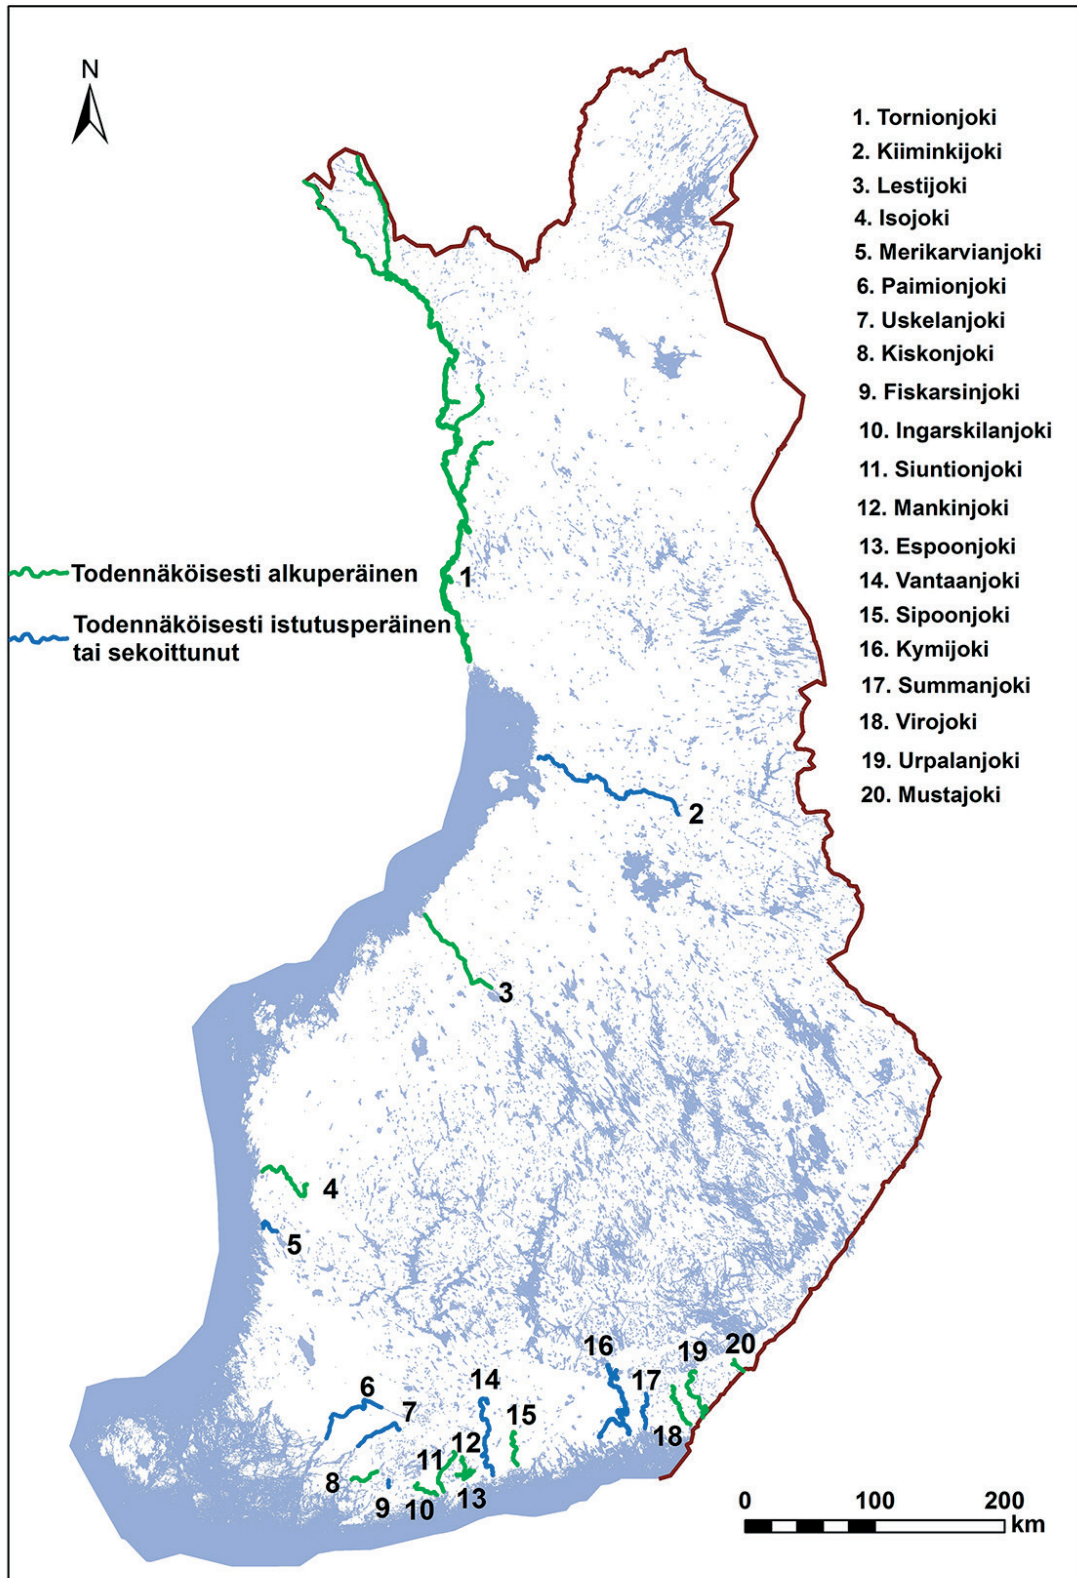 N
1. Tornionjoki
2. Kiiminkijoki
3. Lestijoki
4. Isojoki
5. Merikarvianjoki
6. Paimionjoki
7. Uskelanjoki
8. Kiskonjoki
9. Fiskarsinjoki
10. Ingarskilanjoki
11. Siuntionjoki
12. Mankinjoki
13. Espoonjoki
14. Vantaanjoki
15. Sipoonjoki
16. Kymijoki
17. Summanjoki
18. Virojoki
19. Urpalanjoki
20. Mustajoki
Todennäköisesti alkuperäinen
Todennäköisesti istutusperäinen
tai sekoittunut
1
2
3
4
5
6
7
8
9
10
11
12
13
14
15
16
17
18
19
20
0 100 200
km